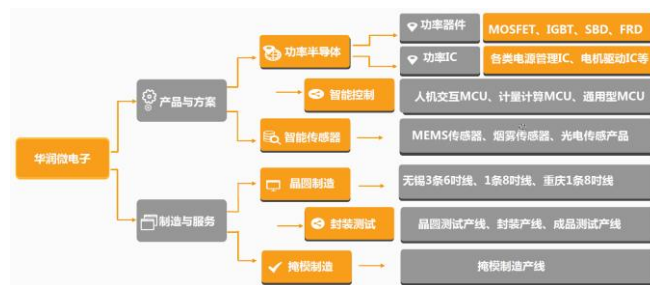 功率器件
MOSFET、IGBT、SBD、FRD
功率半导体
功率IC
各类电源管理IC、电机驱动IC等
产品与方案
智能控制
人机交互MCU、计量计算MCU、通用型MCU
智能传感器
MEMS传感器、烟雾传感器、光电传感产品
华润微电子
晶圆制造
无锡3条6吋线、1条8吋线、重庆1条8吋线
制造与服务
封装测试
晶圆测试产线、封装产线、成品测试产线
掩模制造
掩模制造产线